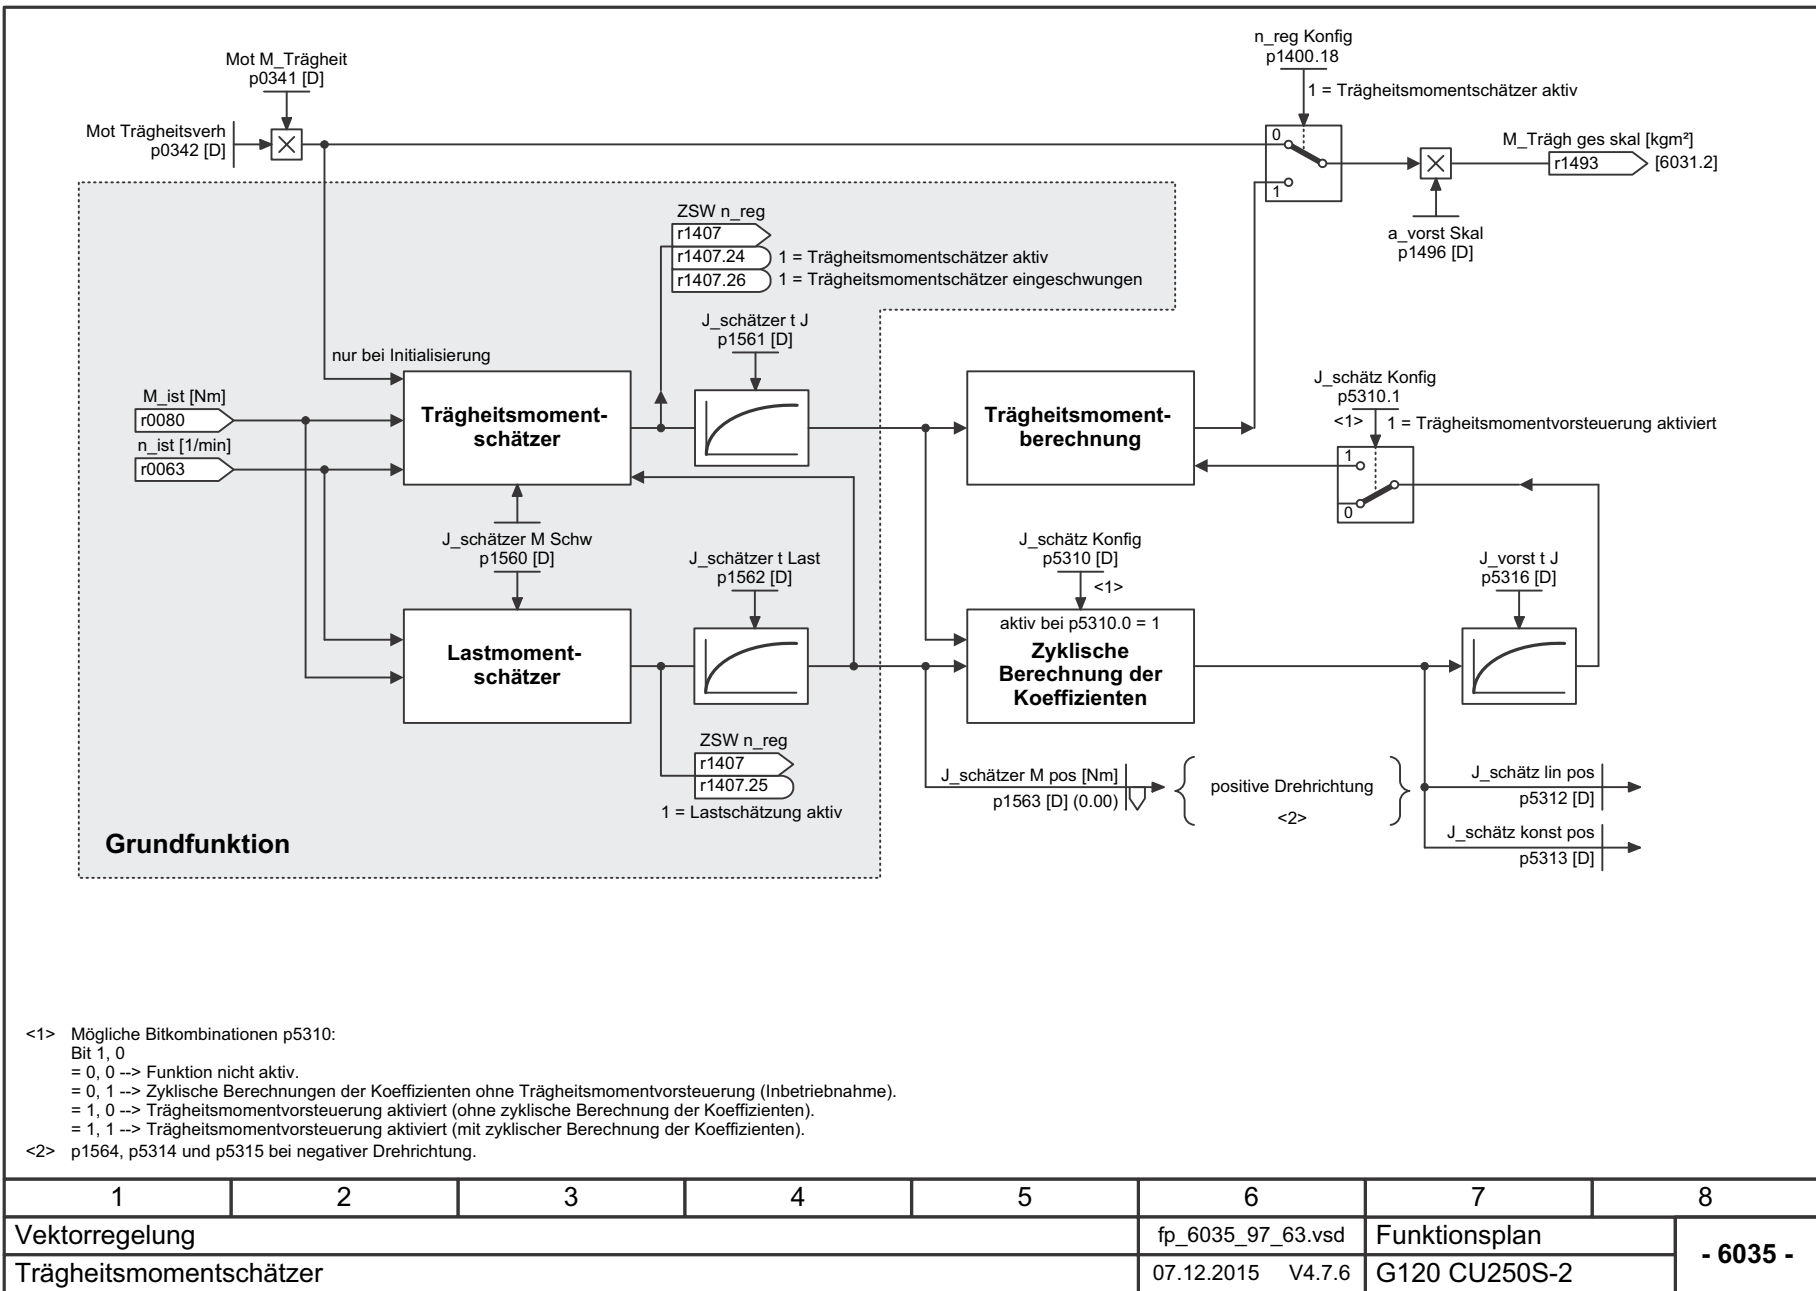 Mot M_Trägheit
p0341 [D]
Mot Trägheitsverh
p0342 [D]
n_reg Konfig
p1400.18
1 = Trägheitsmomentschätzer aktiv
0
1
M_Trägh ges skal [kgm²]
r1493
[6031.2]
a_vorst Skal
p1496 [D]
ZSW n_reg
r1407
r1407.24
1 = Trägheitsmomentschätzer aktiv
r1407.26
1 = Trägheitsmomentschätzer eingeschwungen
J_schätzer t J
p1561 [D]
nur bei Initialisierung
M_ist [Nm]
r0080
n_ist [1/min]
r0063
Trägheitsmoment-
schätzer
Trägheitsmoment-
berechnung
J_schätz Konfig
p5310.1
<1>
1 = Trägheitsmomentvorsteuerung aktiviert
1
0
J_schätzer M Schw
p1560 [D]
J_schätzer t Last
p1562 [D]
J_schätz Konfig
p5310 [D]
<1>
J_vorst t J
p5316 [D]
Lastmoment-
schätzer
aktiv bei p5310.0 = 1
Zyklische
Berechnung der
Koeffizienten
ZSW n_reg
r1407
r1407.25
1 = Lastschätzung aktiv
J_schätzer M pos [Nm]
p1563 [D] (0.00)
positive Drehrichtung
<2>
J_schätz lin pos
p5312 [D]
J_schätz konst pos
p5313 [D]
Grundfunktion
<1> Mögliche Bitkombinationen p5310:
Bit 1, 0
= 0, 0 --> Funktion nicht aktiv.
= 0, 1 --> Zyklische Berechnungen der Koeffizienten ohne Trägheitsmomentvorsteuerung (Inbetriebnahme).
= 1, 0 --> Trägheitsmomentvorsteuerung aktiviert (ohne zyklische Berechnung der Koeffizienten).
= 1, 1 --> Trägheitsmomentvorsteuerung aktiviert (mit zyklischer Berechnung der Koeffizienten).
<2> p1564, p5314 und p5315 bei negativer Drehrichtung.
1 2 3 4 5 6 7 8
Vektorregelung
fp_6035_97_63.vsd
Funktionsplan
- 6035 -
Trägheitsmomentschätzer
07.12.2015 V4.7.6
G120 CU250S-2